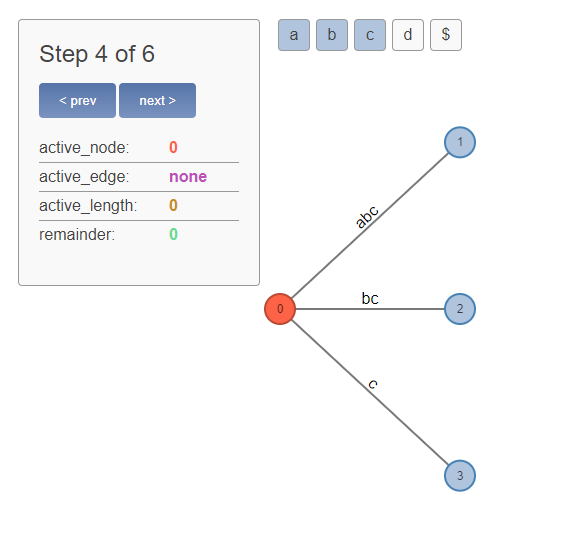 Step 4 of 6
< prev
next >
active_node: 0
active_edge: none
active_length: 0
remainder: 0
a b c d $
1
abc
0
bc
2
c
3